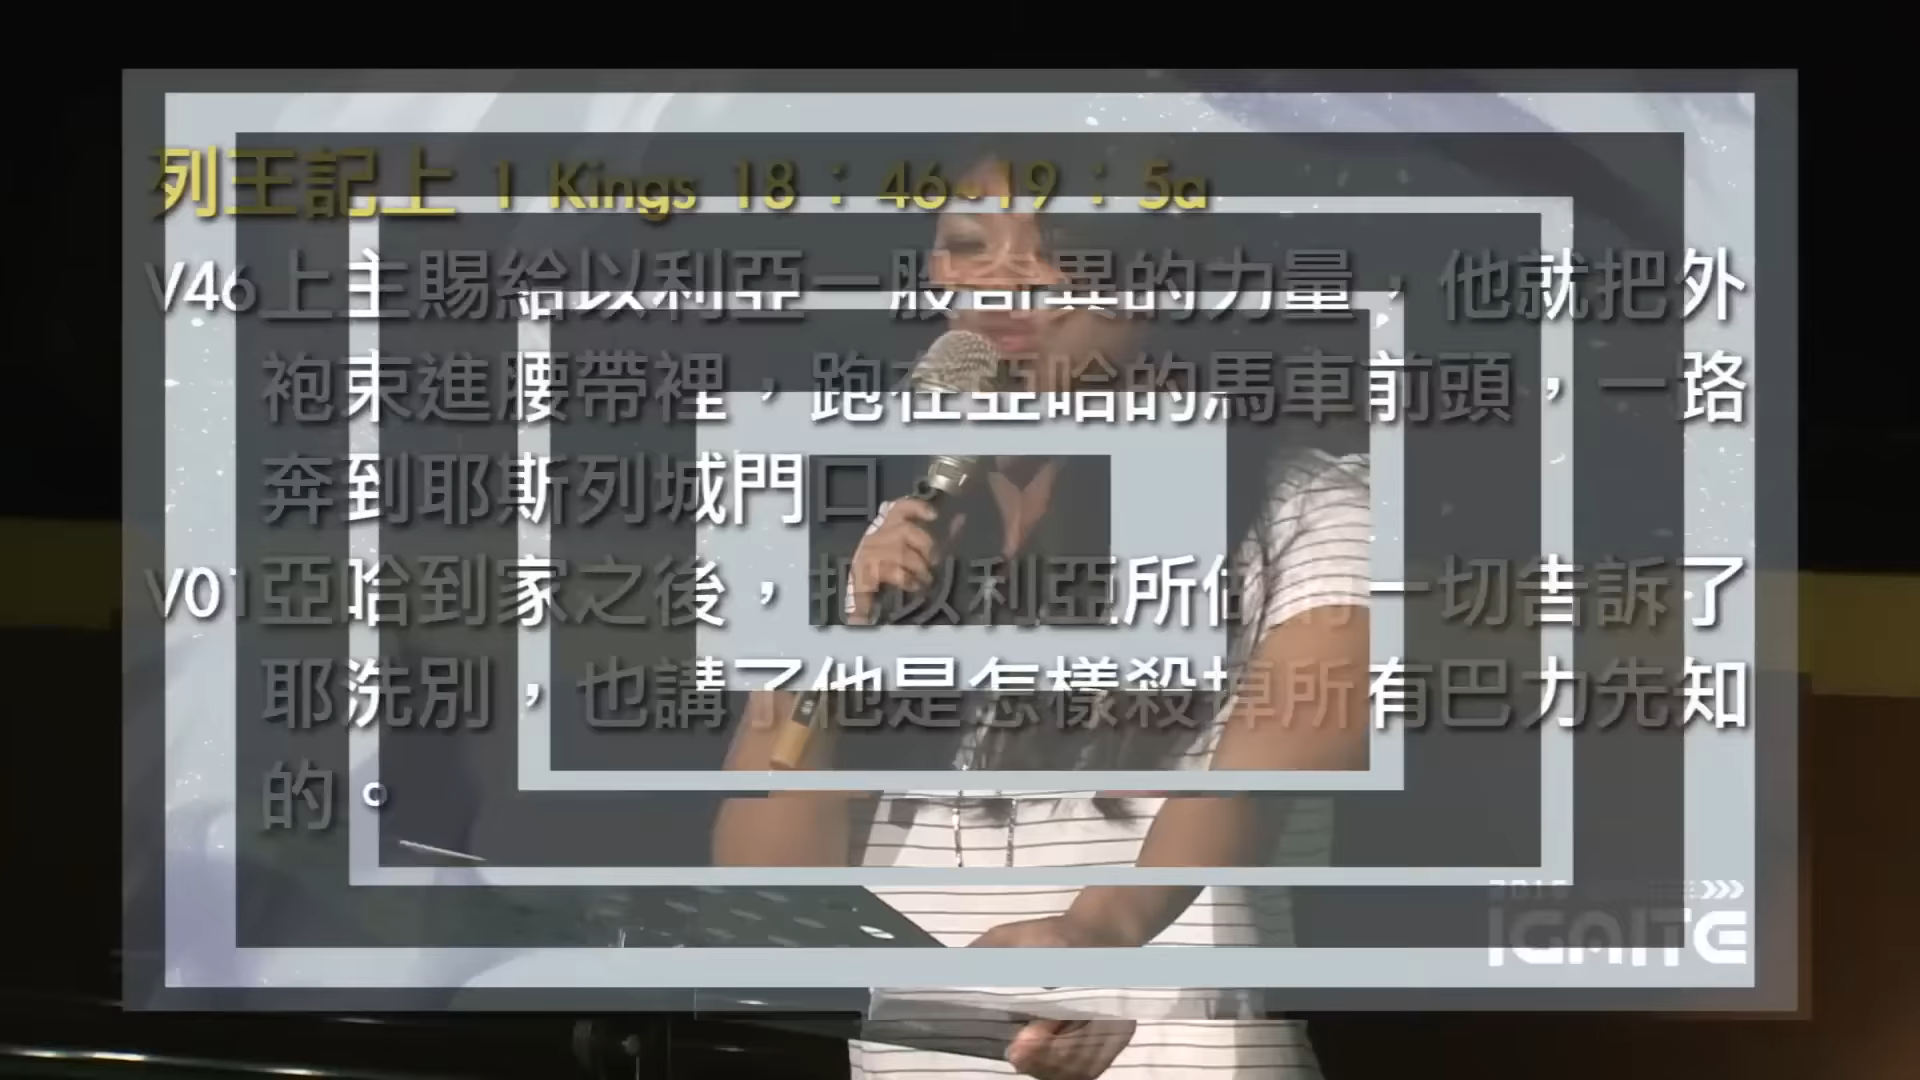 列王記上 1 Kings 18：46~19：5a
V46上主賜給以利亞一股奇異的力量，他就把外
袍束進腰帶裡，跑在亞哈的馬車前頭，一路
奔到耶斯列城門口。
V01亞哈到家之後，把以利亞所做的一切告訴了
耶洗別，也講了他是怎樣殺掉所有巴力先知
的。
IGNITE